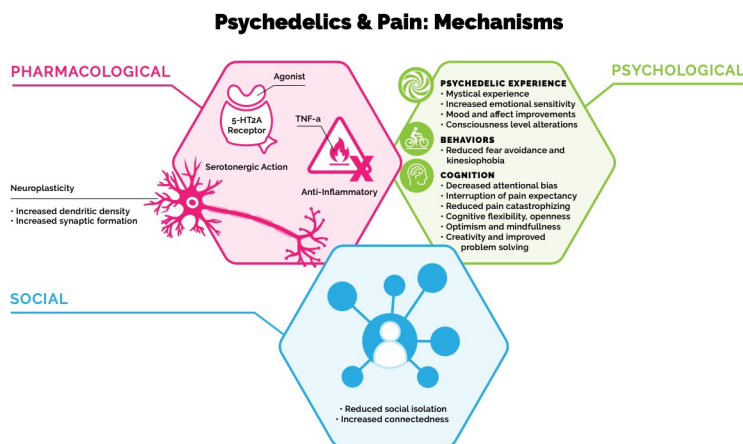 Psychedelics & Pain: Mechanisms
PHARMACOLOGICAL
Agonist
5-HT2A
Receptor
Serotonergic Action
TNF-a
Anti-Inflammatory
Neuroplasticity
• Increased dendritic density
• Increased synaptic formation
PSYCHOLOGICAL
PSYCHEDELIC EXPERIENCE
• Mystical experience
• Increased emotional sensitivity
• Mood and affect improvements
• Consciousness level alterations
BEHAVIORS
• Reduced fear avoidance and
kinesiophobia
COGNITION
• Decreased attentional bias
• Interruption of pain expectancy
• Reduced pain catastrophizing
• Cognitive flexibility, openness
• Optimism and mindfullness
• Creativity and improved
problem solving
SOCIAL
• Reduced social isolation
• Increased connectedness